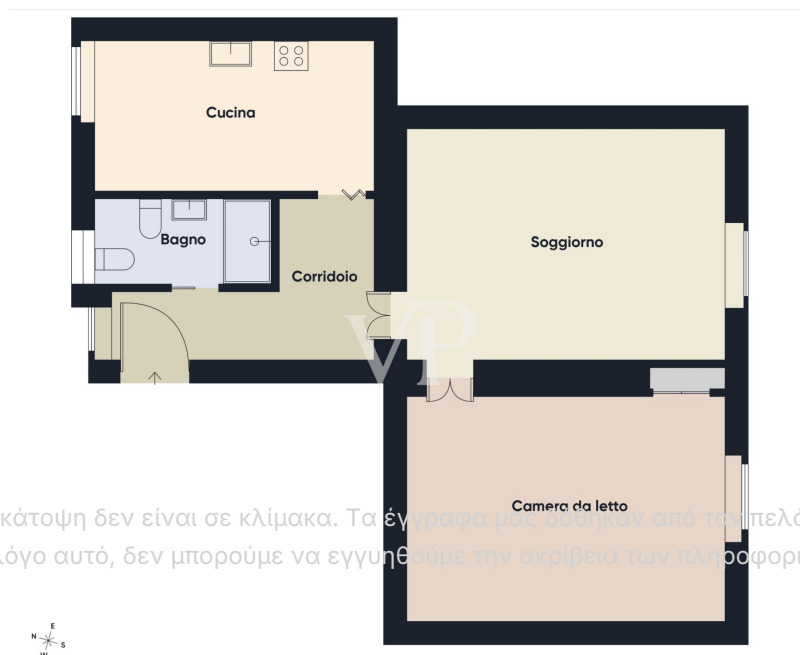 Cucina
Bagno
Soggiorno
Corridoio
VP
Camera da letto
κάτοψη δεν είναι σε κλίμακα. Τα έγγραφα μας δόθηκαν από τον
λόγο αυτό, δεν μπορούμε να εγγυηθούμε την ακρίβεια των
E
N
S
W